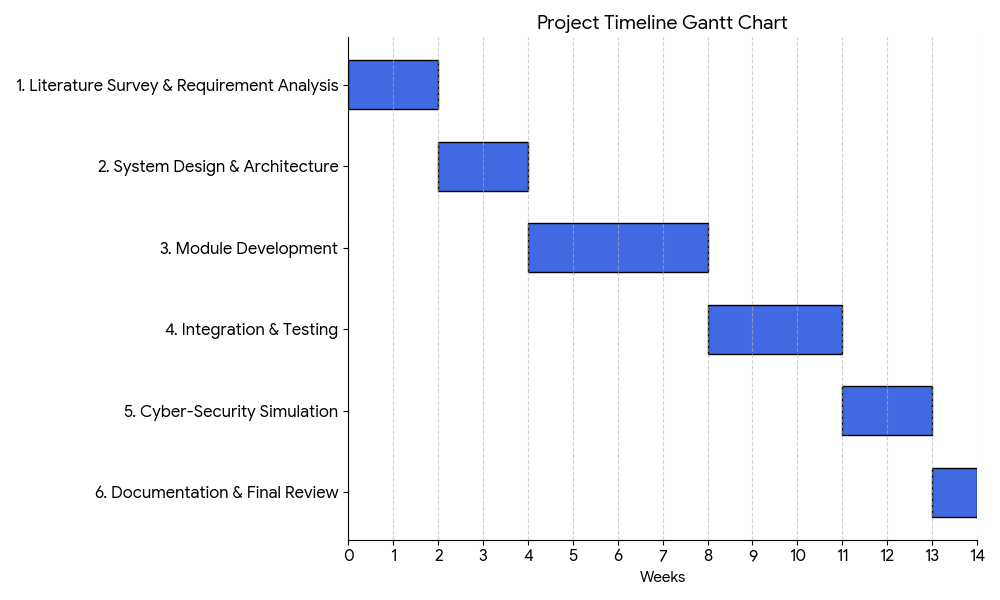 Project Timeline Gantt Chart
1. Literature Survey & Requirement Analysis
2. System Design & Architecture
3. Module Development
4. Integration & Testing
5. Cyber-Security Simulation
6. Documentation & Final Review
0 1 2 3 4 5 6 7 8 9 10 11 12 13 14
Weeks